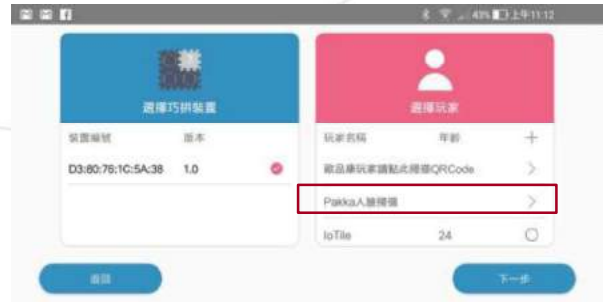 43% 上午11:12
選擇巧拼裝置
裝置編號 版本
D3:80:76:1C:5A:38 1.0
選擇玩家
玩家名稱 年齡
歐品康玩家請點此掃描QRCode
Pakka人臉掃描
IoTile 24
返回
下一步